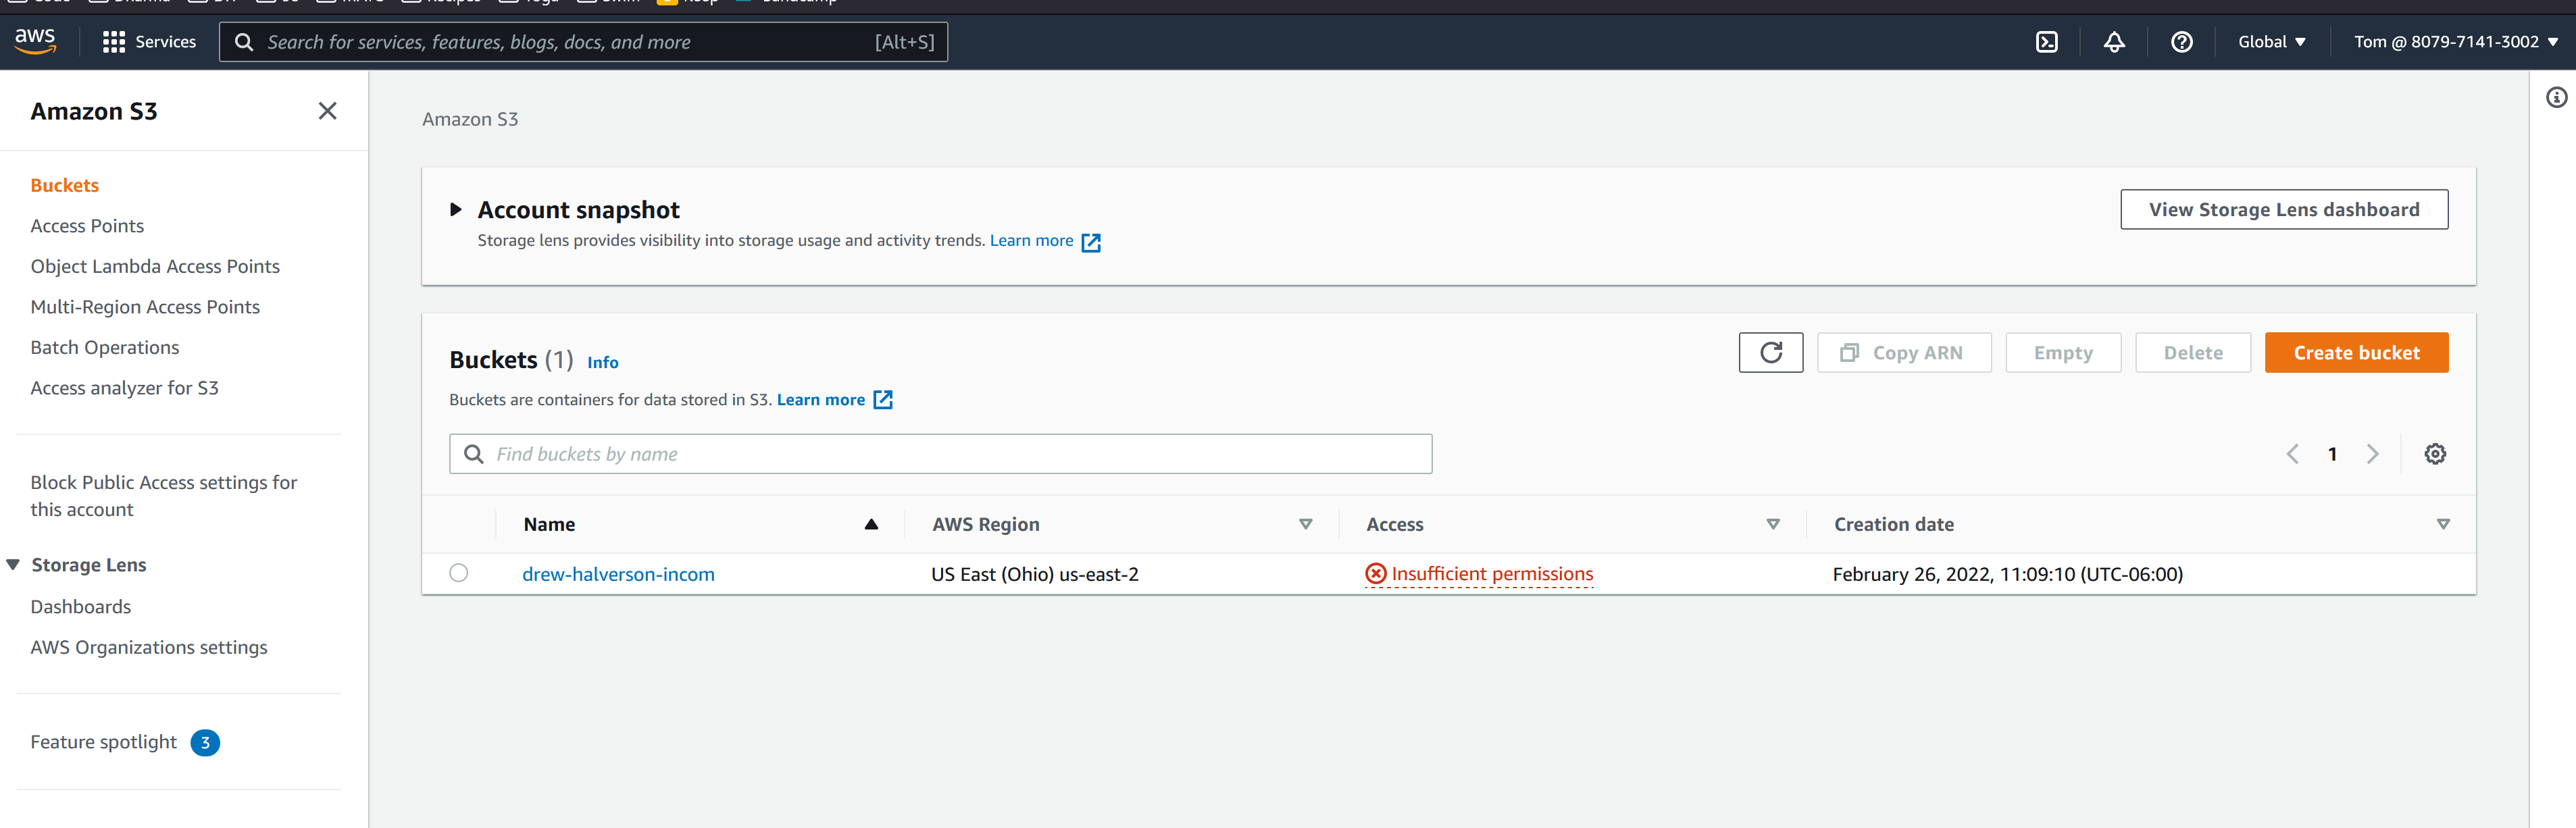 aws
Services
Search for services, features, blogs, docs, and more
[Alt+S]
Global
Tom @ 8079-7141-3002
Amazon S3
Buckets
Access Points
Object Lambda Access Points
Multi-Region Access Points
Batch Operations
Access analyzer for S3
Block Public Access settings for
this account
Storage Lens
Dashboards
AWS Organizations settings
Feature spotlight 3
Amazon S3
Account snapshot
View Storage Lens dashboard
Storage lens provides visibility into storage usage and activity trends. Learn more
Buckets (1) Info
Copy ARN
Empty
Delete
Create bucket
Buckets are containers for data stored in S3. Learn more
Find buckets by name
1
Name
AWS Region
Access
Creation date
drew-halverson-incom
US East (Ohio) us-east-2
Insufficient permissions
February 26, 2022, 11:09:10 (UTC-06:00)